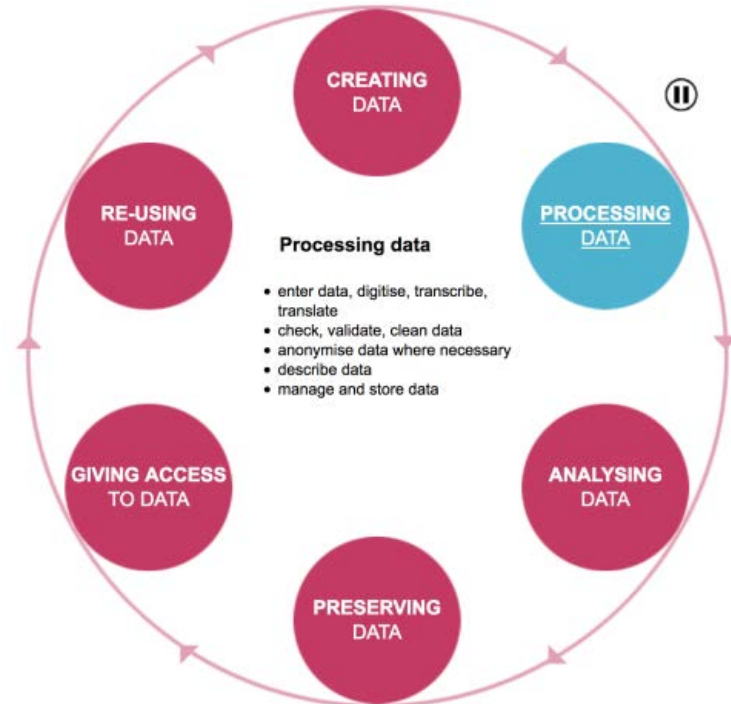 CREATING
DATA
PROCESSING
DATA
RE-USING
DATA
Processing data
• enter data, digitise, transcribe,
translate
• check, validate, clean data
• anonymise data where necessary
• describe data
• manage and store data
GIVING ACCESS
TO DATA
ANALYSING
DATA
PRESERVING
DATA